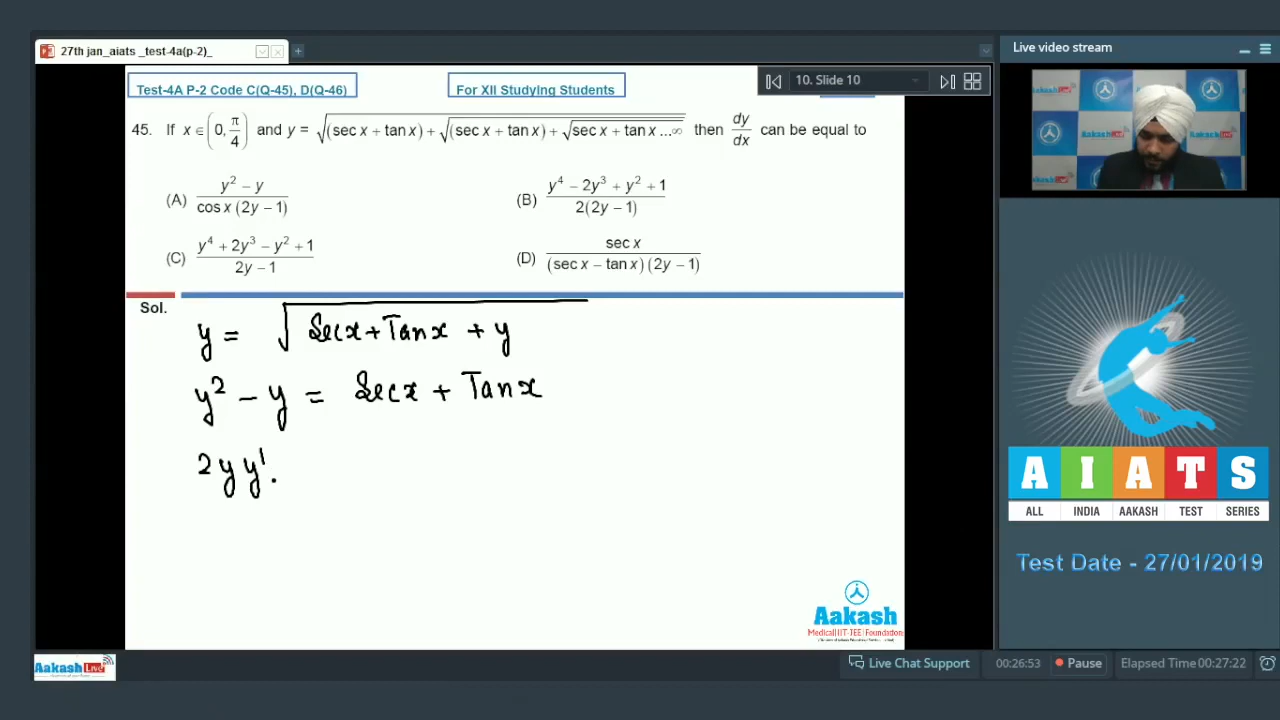 27th jan_aiats _test-4a(p-2)_
Live video stream
10. Slide 10
Test-4A P-2 Code C(Q-45), D(Q-46)
For XII Studying Students
45. If x ∈ (0, π/4) and y = √((sec x + tan x) + √((sec x + tan x) + √(sec x + tan x ...∞ then dy/dx can be equal to
(A) (y² − y)/(cos x (2y − 1))
(B) (y⁴ − 2y³ + y² + 1)/(2(2y − 1))
(C) (y⁴ + 2y³ − y² + 1)/(2y − 1)
(D) sec x/((sec x − tan x)(2y − 1))
Sol.
y = √(Secx + Tanx + y)
y² − y = Secx + Tanx
2yy'.
A I A T S
ALL INDIA AAKASH TEST SERIES
Test Date - 27/01/2019
Aakash
Medical|IIT-JEE|Foundations
Aakash Live
Live Chat Support
00:26:53
Pause
Elapsed Time 00:27:22